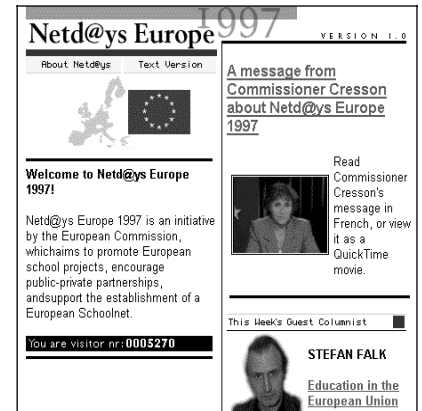 1997
Netd@ys Europe
VERSION 1.0
About Netd@ys
Text Version
Welcome to Netd@ys Europe
1997!
Netd@ys Europe 1997 is an initiative
by the European Commission,
whichaims to promote European
school projects, encourage
public-private partnerships,
andsupport the establishment of a
European Schoolnet.
You are visitor nr:0005270
A message from
Commissioner Cresson
about Netd@ys Europe
1997
Read
Commissioner
Cresson's
message in
French, or view
it as a
QuickTime
movie.
This Week's Guest Columnist
STEFAN FALK
Education in the
European Union